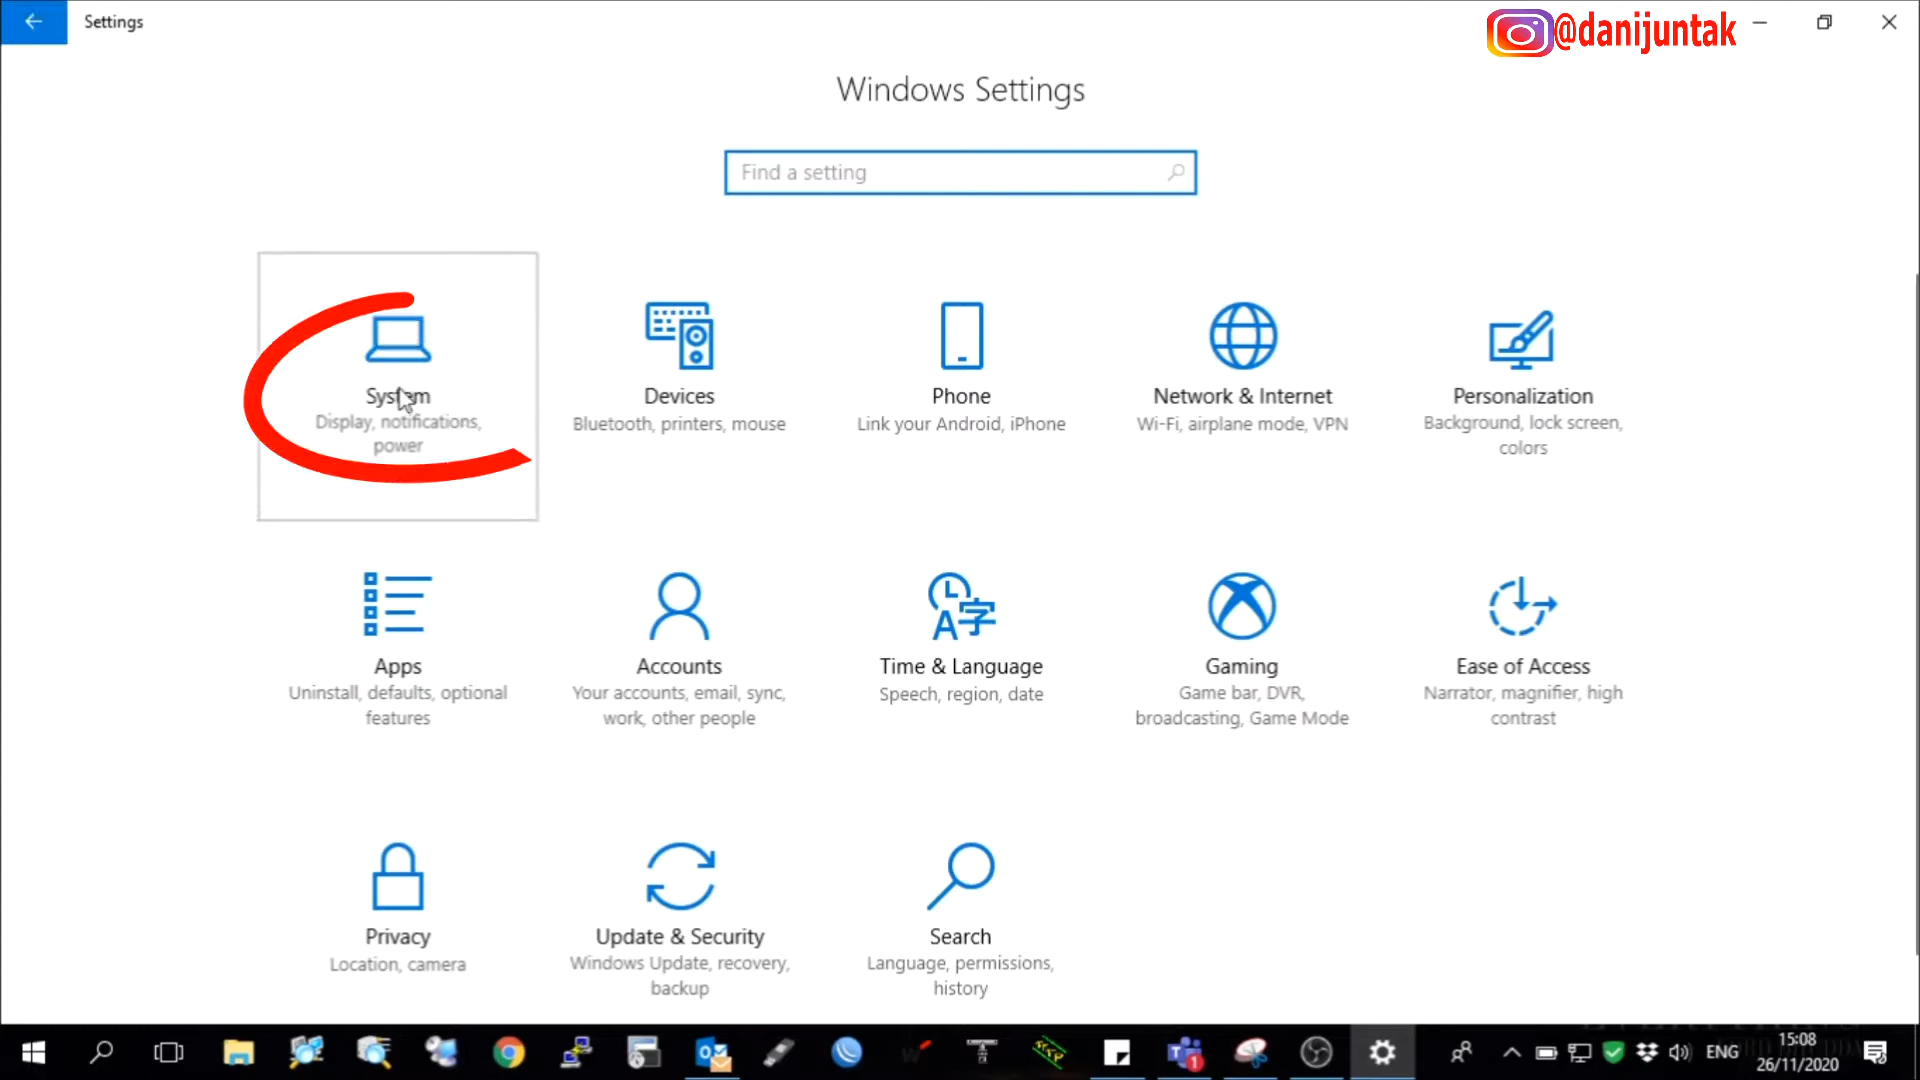 Settings
@danijuntak
Windows Settings
Find a setting
System
Display, notifications,
power
Devices
Bluetooth, printers, mouse
Phone
Link your Android, iPhone
Network & Internet
Wi-Fi, airplane mode, VPN
Personalization
Background, lock screen,
colors
Apps
Uninstall, defaults, optional
features
Accounts
Your accounts, email, sync,
work, other people
Time & Language
Speech, region, date
Gaming
Game bar, DVR,
broadcasting, Game Mode
Ease of Access
Narrator, magnifier, high
contrast
Privacy
Location, camera
Update & Security
Windows Update, recovery,
backup
Search
Language, permissions,
history
1
ENG
15:08
26/11/2020